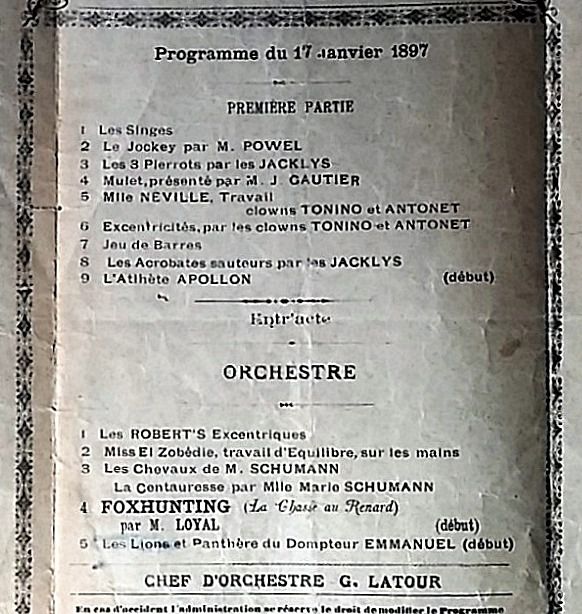 Programme du 17 Janvier 1897
PREMIÈRE PARTIE
1 Les Singes
2 Le Jockey par M. POWEL
3 Les 3 Pierrots par les JACKLYS
4 Mulet, présenté par M. J. GAUTIER
5 Mlle NEVILLE, Travail
clowns TONINO et ANTONET
6 Excentricités, par les clowns TONINO et ANTONET
7 Jeu de Barres
8 Les Acrobates sauteurs par les JACKLYS
9 L'Athlète APOLLON (début)
Entr'acte
ORCHESTRE
1 Les ROBERT'S Excentriques
2 Miss El Zobédie, travail d'Equilibre, sur les mains
3 Les Chevaux de M. SCHUMANN
La Centauresse par Mlle Marie SCHUMANN
4 FOXHUNTING (La Chasse au Renard)
par M. LOYAL (début)
5 Les Lions et Panthère du Dompteur EMMANUEL (début)
CHEF D'ORCHESTRE G. LATOUR
En cas d'accident l'administration se réserve le droit de modifier le Programme